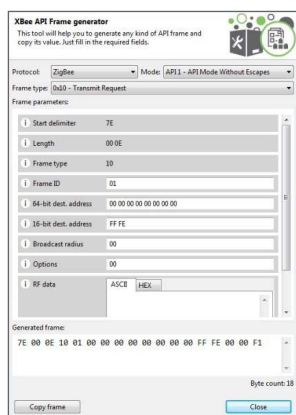 XBee API Frame generator
This tool will help you to generate any kind of API frame and
copy its value. Just fill in the required fields.
Protocol: ZigBee Mode: API 1 - API Mode Without Escapes
Frame type: 0x10 - Transmit Request
Frame parameters:
i Start delimiter 7E
i Length 00 0E
i Frame type 10
i Frame ID 01
i 64-bit dest. address 00 00 00 00 00 00 00 00
i 16-bit dest. address FF FE
i Broadcast radius 00
i Options 00
i RF data ASCII HEX
Generated frame:
7E 00 0E 10 01 00 00 00 00 00 00 00 00 FF FE 00 00 F1
Byte count: 18
Copy frame Close